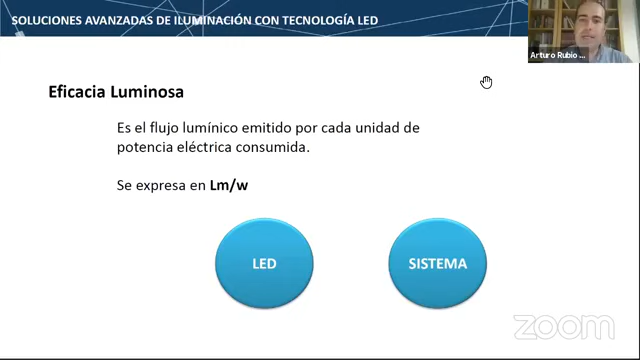 SOLUCIONES AVANZADAS DE ILUMINACIÓN CON TECNOLOGÍA LED
Arturo Rubio ...
Eficacia Luminosa
Es el flujo lumínico emitido por cada unidad de
potencia eléctrica consumida.
Se expresa en Lm/w
LED
SISTEMA
zoom